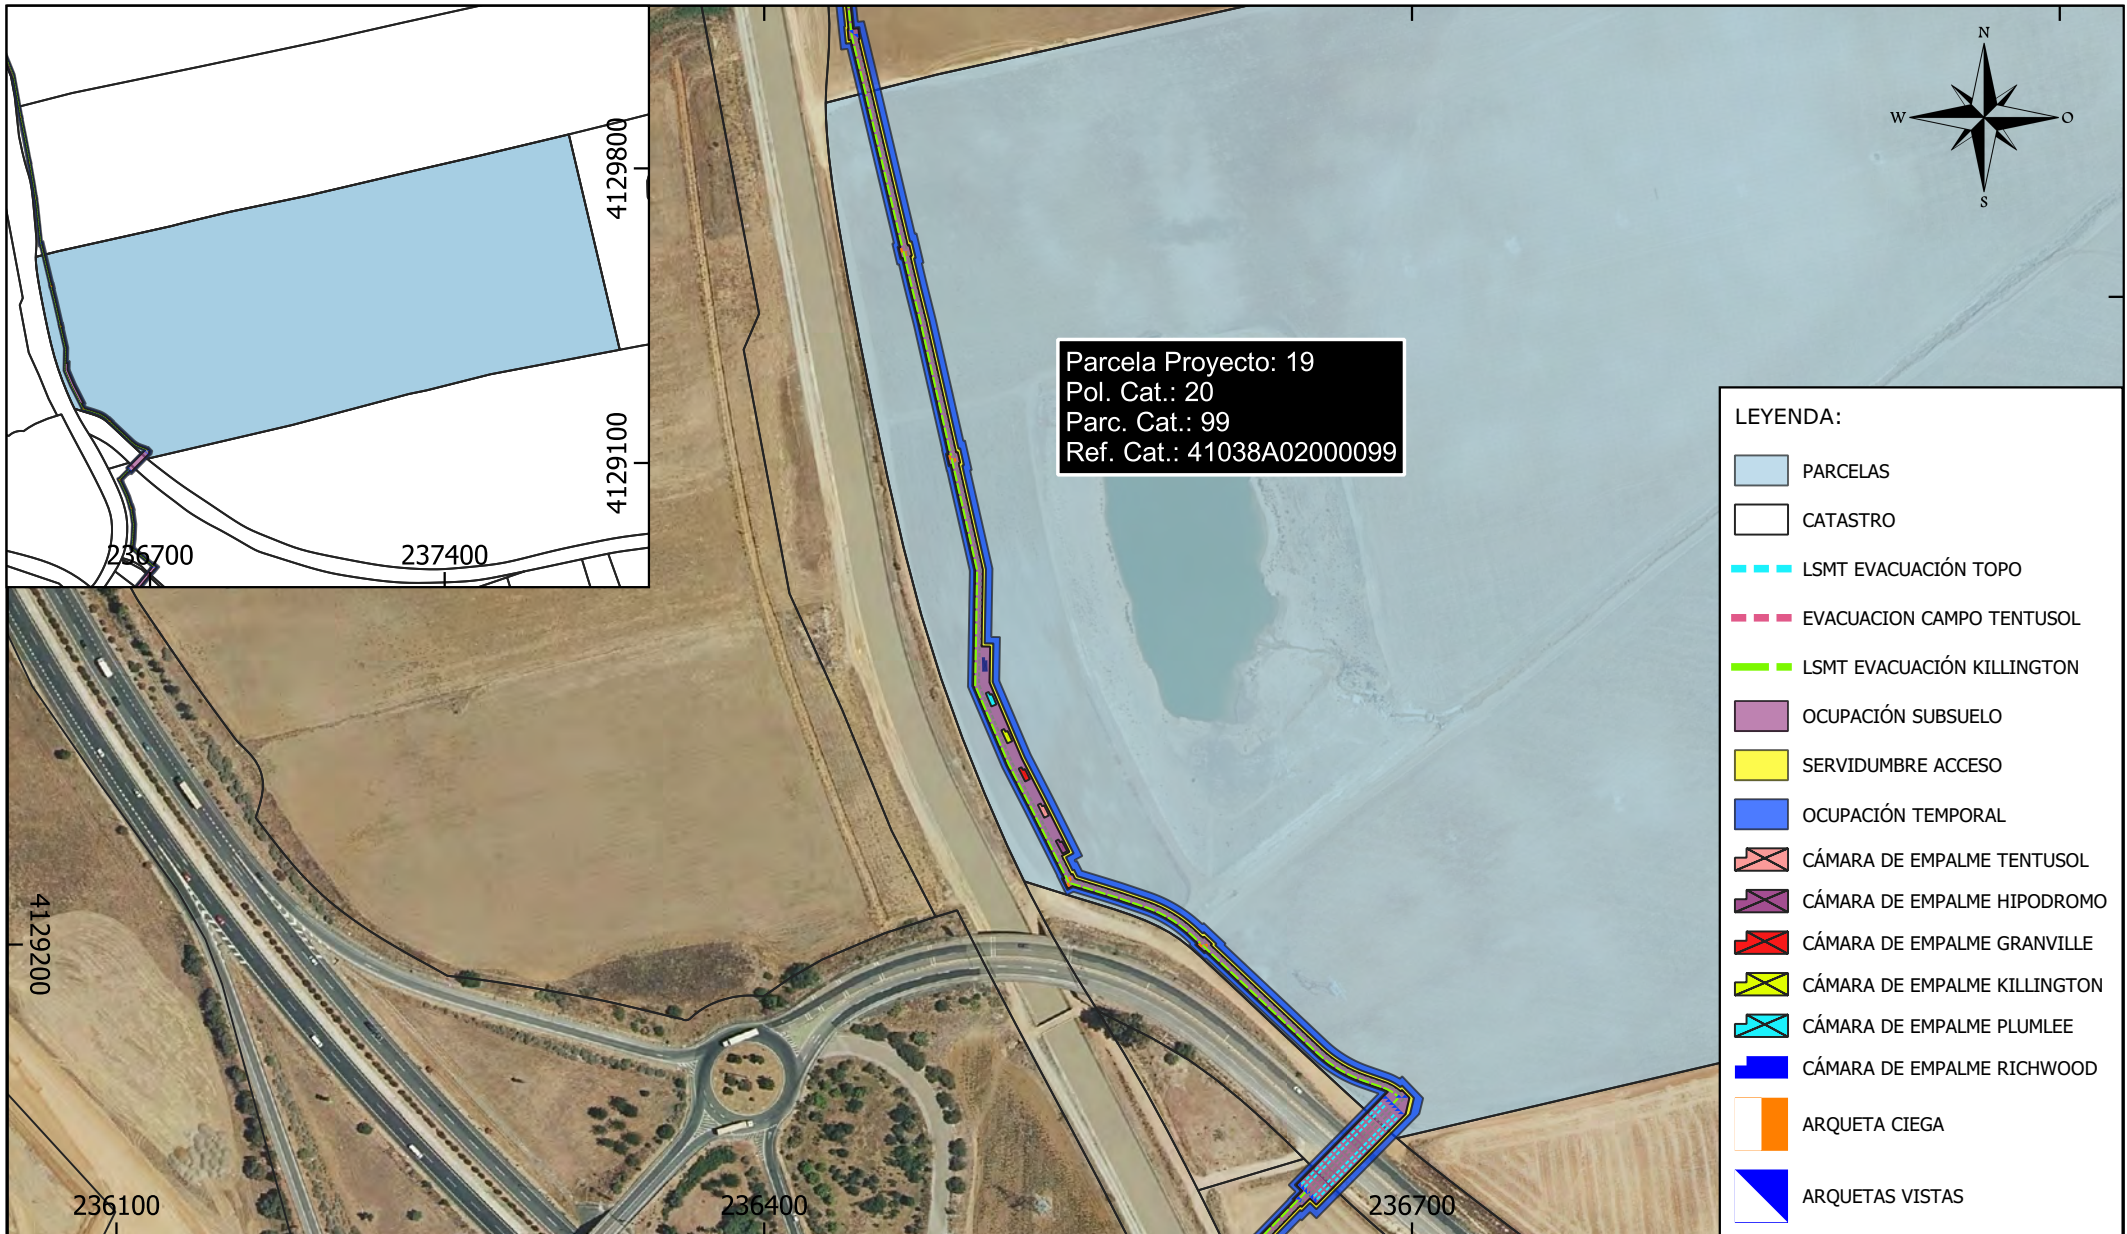 4129800
4129100
236700
237400
N
W
O
S
Parcela Proyecto: 19
Pol. Cat.: 20
Parc. Cat.: 99
Ref. Cat.: 41038A02000099
LEYENDA:
PARCELAS
CATASTRO
LSMT EVACUACIÓN TOPO
EVACUACION CAMPO TENTUSOL
LSMT EVACUACIÓN KILLINGTON
OCUPACIÓN SUBSUELO
SERVIDUMBRE ACCESO
OCUPACIÓN TEMPORAL
CÁMARA DE EMPALME TENTUSOL
CÁMARA DE EMPALME HIPODROMO
CÁMARA DE EMPALME GRANVILLE
CÁMARA DE EMPALME KILLINGTON
CÁMARA DE EMPALME PLUMLEE
CÁMARA DE EMPALME RICHWOOD
ARQUETA CIEGA
ARQUETAS VISTAS
4129200
236100
236400
236700